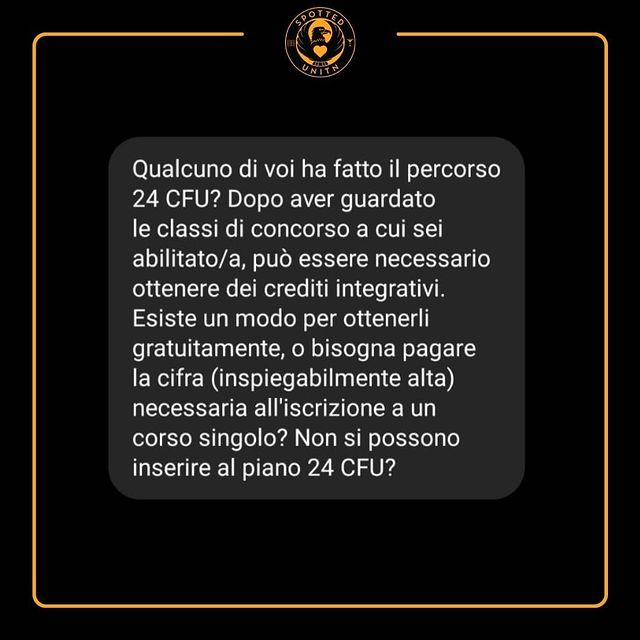 SPOTTED
UNITN
Qualcuno di voi ha fatto il percorso
24 CFU? Dopo aver guardato
le classi di concorso a cui sei
abilitato/a, può essere necessario
ottenere dei crediti integrativi.
Esiste un modo per ottenerli
gratuitamente, o bisogna pagare
la cifra (inspiegabilmente alta)
necessaria all'iscrizione a un
corso singolo? Non si possono
inserire al piano 24 CFU?